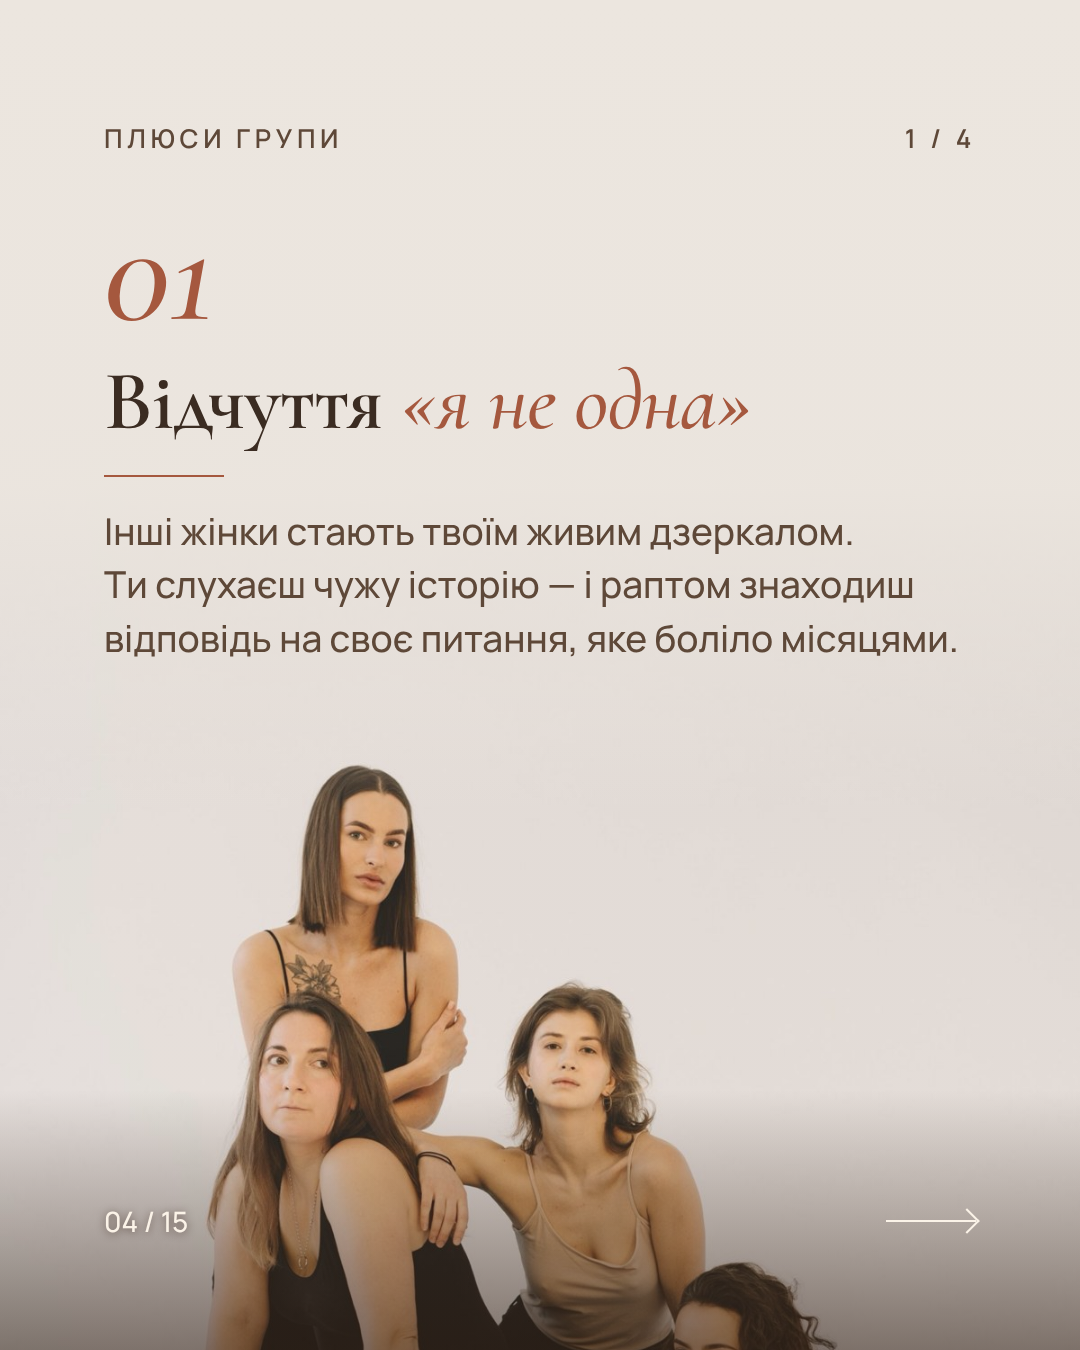 ПЛЮСИ ГРУПИ
1 / 4
01
Відчуття «я не одна»
Інші жінки стають твоїм живим дзеркалом.
Ти слухаєш чужу історію — і раптом знаходиш
відповідь на своє питання, яке боліло місяцями.
04 / 15